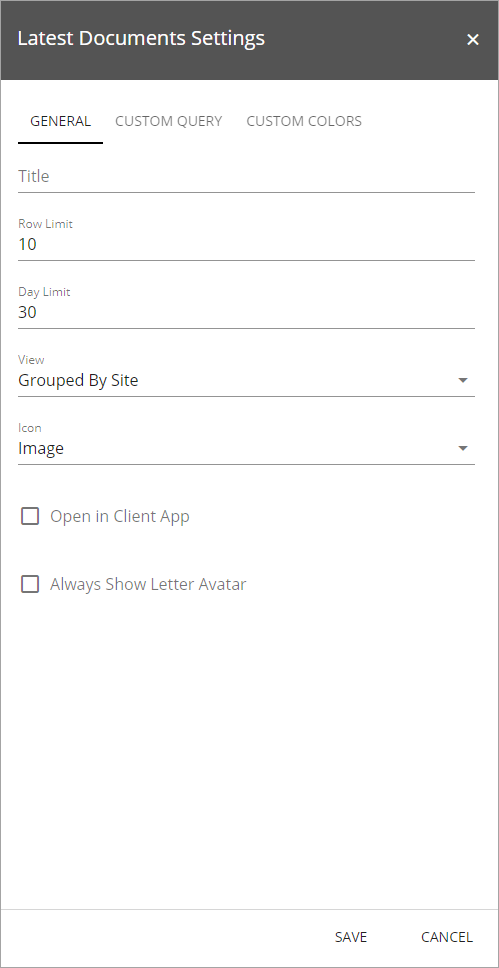 Latest Documents Settings
GENERAL CUSTOM QUERY CUSTOM COLORS
Title
Row Limit
10
Day Limit
30
View
Grouped By Site
Icon
Image
Open in Client App
Always Show Letter Avatar
SAVE CANCEL